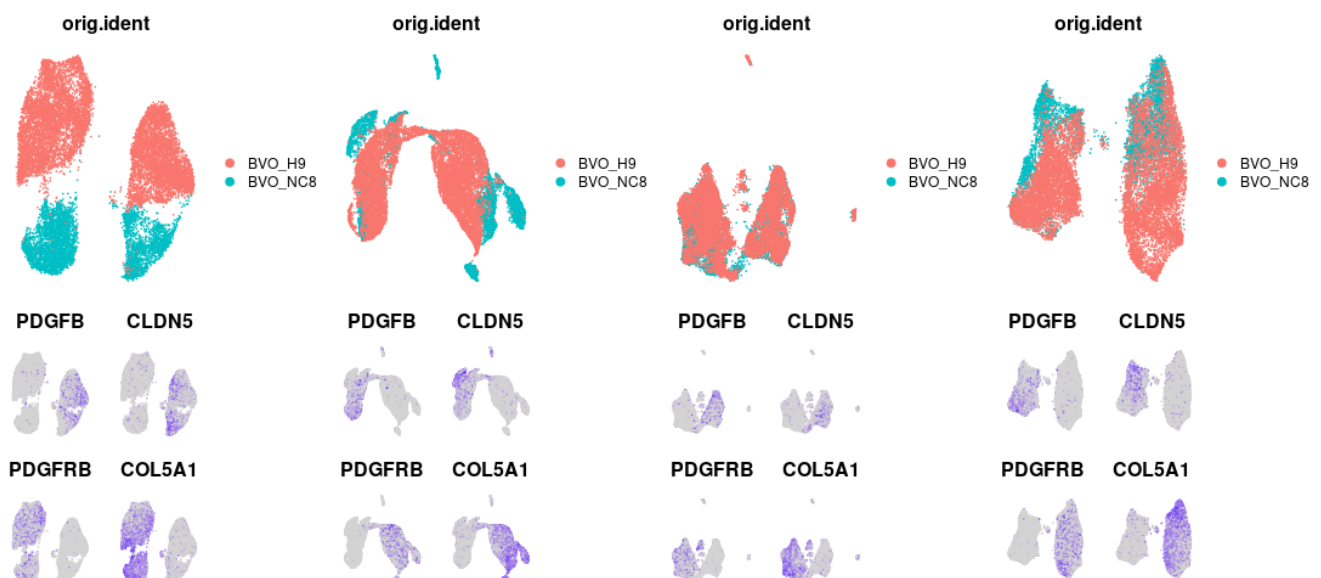 orig.ident orig.ident orig.ident orig.ident
BVO_H9 BVO_H9 BVO_H9 BVO_H9
BVO_NC8 BVO_NC8 BVO_NC8 BVO_NC8
PDGFB CLDN5 PDGFB CLDN5 PDGFB CLDN5 PDGFB CLDN5
PDGFRB COL5A1 PDGFRB COL5A1 PDGFRB COL5A1 PDGFRB COL5A1